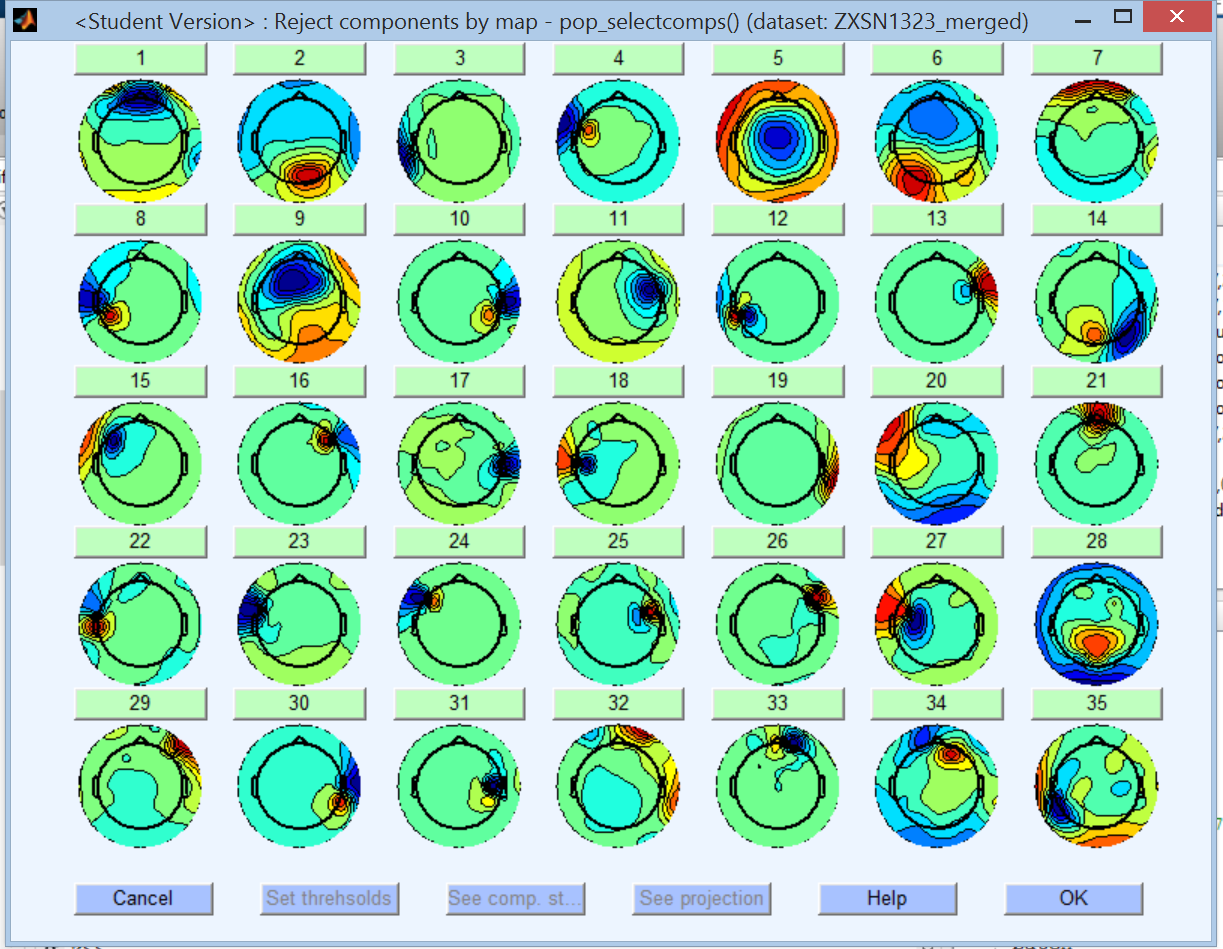 <Student Version> : Reject components by map - pop_selectcomps() (dataset: ZXSN1323_merged)
1 2 3 4 5 6 7
8 9 10 11 12 13 14
15 16 17 18 19 20 21
22 23 24 25 26 27 28
29 30 31 32 33 34 35
Cancel Set threhsolds See comp. st... See projection Help OK